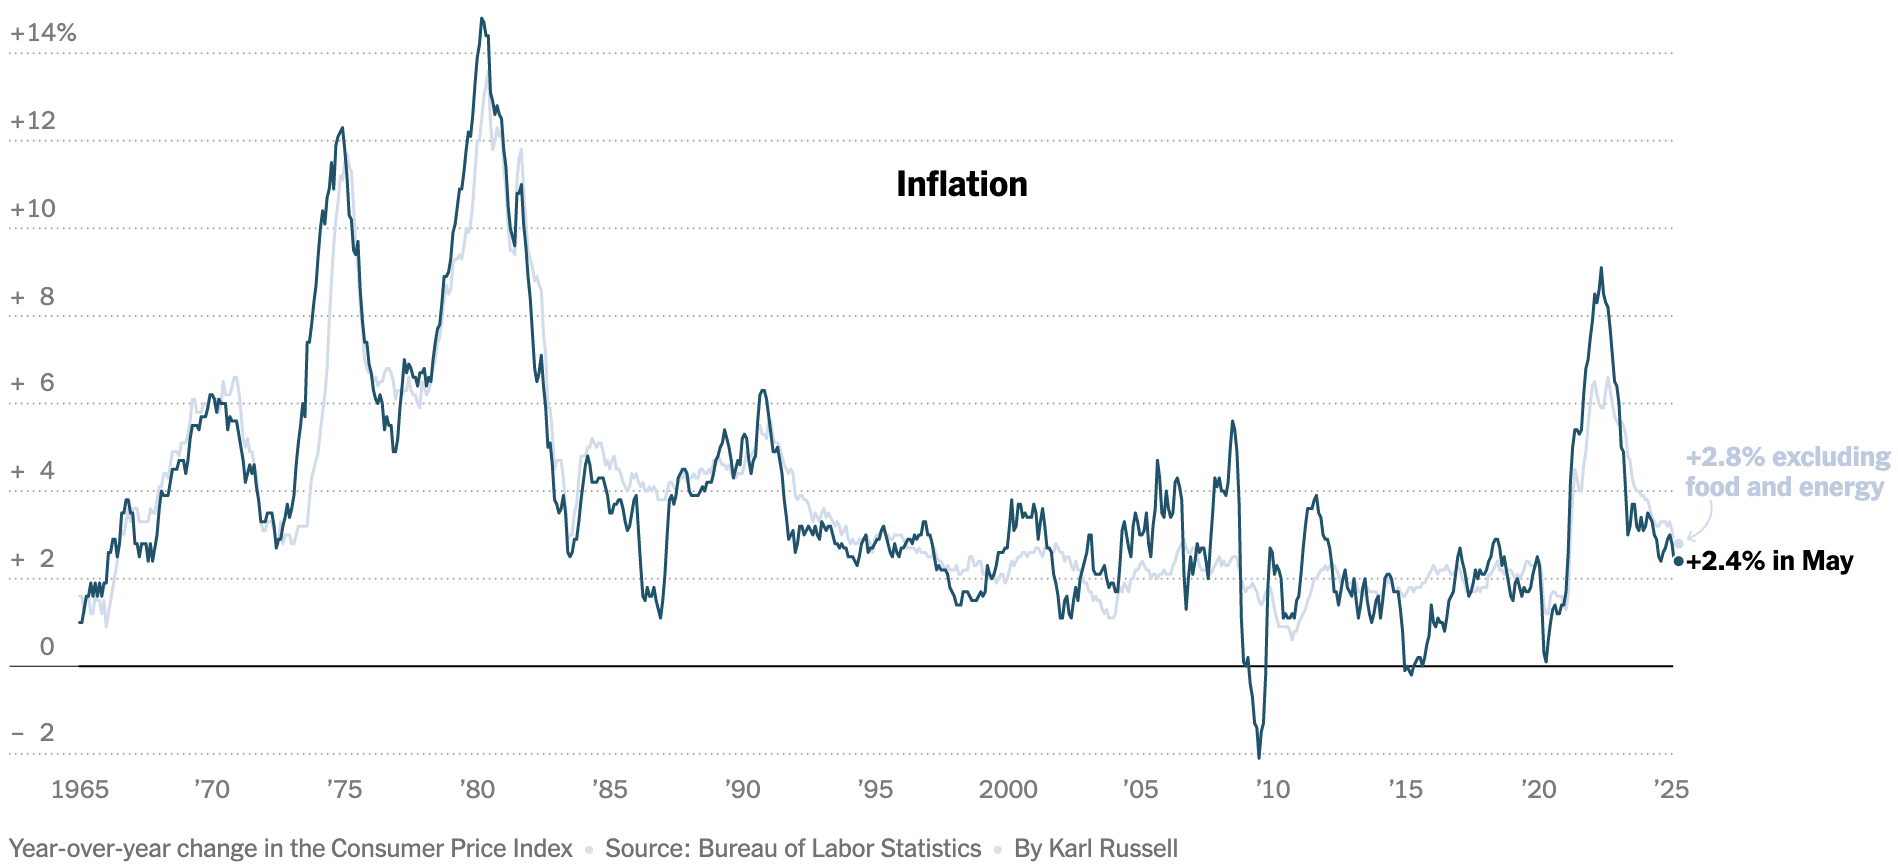 +14%
+12
+10
+ 8
+ 6
+ 4
+ 2
0
– 2
Inflation
+2.8% excluding
food and energy
+2.4% in May
1965 ’70 ’75 ’80 ’85 ’90 ’95 2000 ’05 ’10 ’15 ’20 ’25
Year-over-year change in the Consumer Price Index • Source: Bureau of Labor Statistics • By Karl Russell